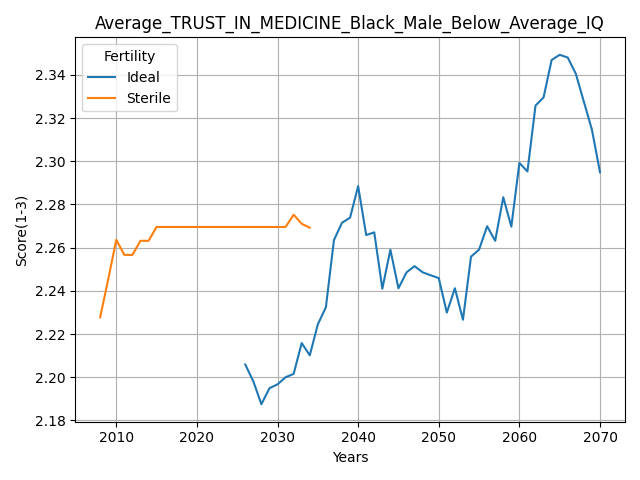 Average_TRUST_IN_MEDICINE_Black_Male_Below_Average_IQ
Fertility
Ideal
Sterile
Score(1-3)
2.34
2.32
2.30
2.28
2.26
2.24
2.22
2.20
2.18
2010 2020 2030 2040 2050 2060 2070
Years